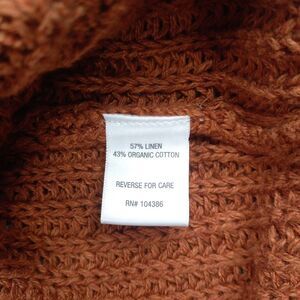 57% LINEN
43% ORGANIC COTTON
REVERSE FOR CARE
RN# 104386